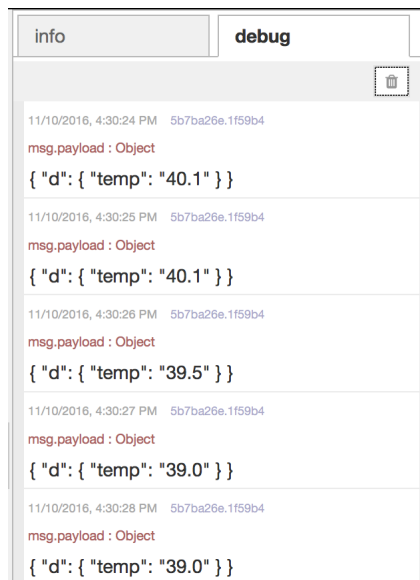 info debug
11/10/2016, 4:30:24 PM 5b7ba26e.1f59b4
msg.payload : Object
{ "d": { "temp": "40.1" } }
11/10/2016, 4:30:25 PM 5b7ba26e.1f59b4
msg.payload : Object
{ "d": { "temp": "40.1" } }
11/10/2016, 4:30:26 PM 5b7ba26e.1f59b4
msg.payload : Object
{ "d": { "temp": "39.5" } }
11/10/2016, 4:30:27 PM 5b7ba26e.1f59b4
msg.payload : Object
{ "d": { "temp": "39.0" } }
11/10/2016, 4:30:28 PM 5b7ba26e.1f59b4
msg.payload : Object
{ "d": { "temp": "39.0" } }